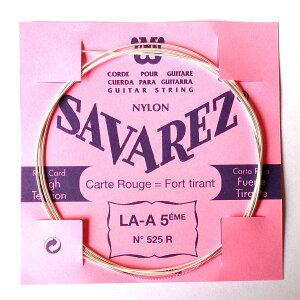 CORDE POUR GUITARE
CUERDA PARA GUITARRA
GUITAR STRING
NYLON
SAVAREZ
Red Card
High
Tension
Carta Roja
Fuerte
Tirante
Carte Rouge = Fort tirant
LA-A 5ÈME
N° 525 R